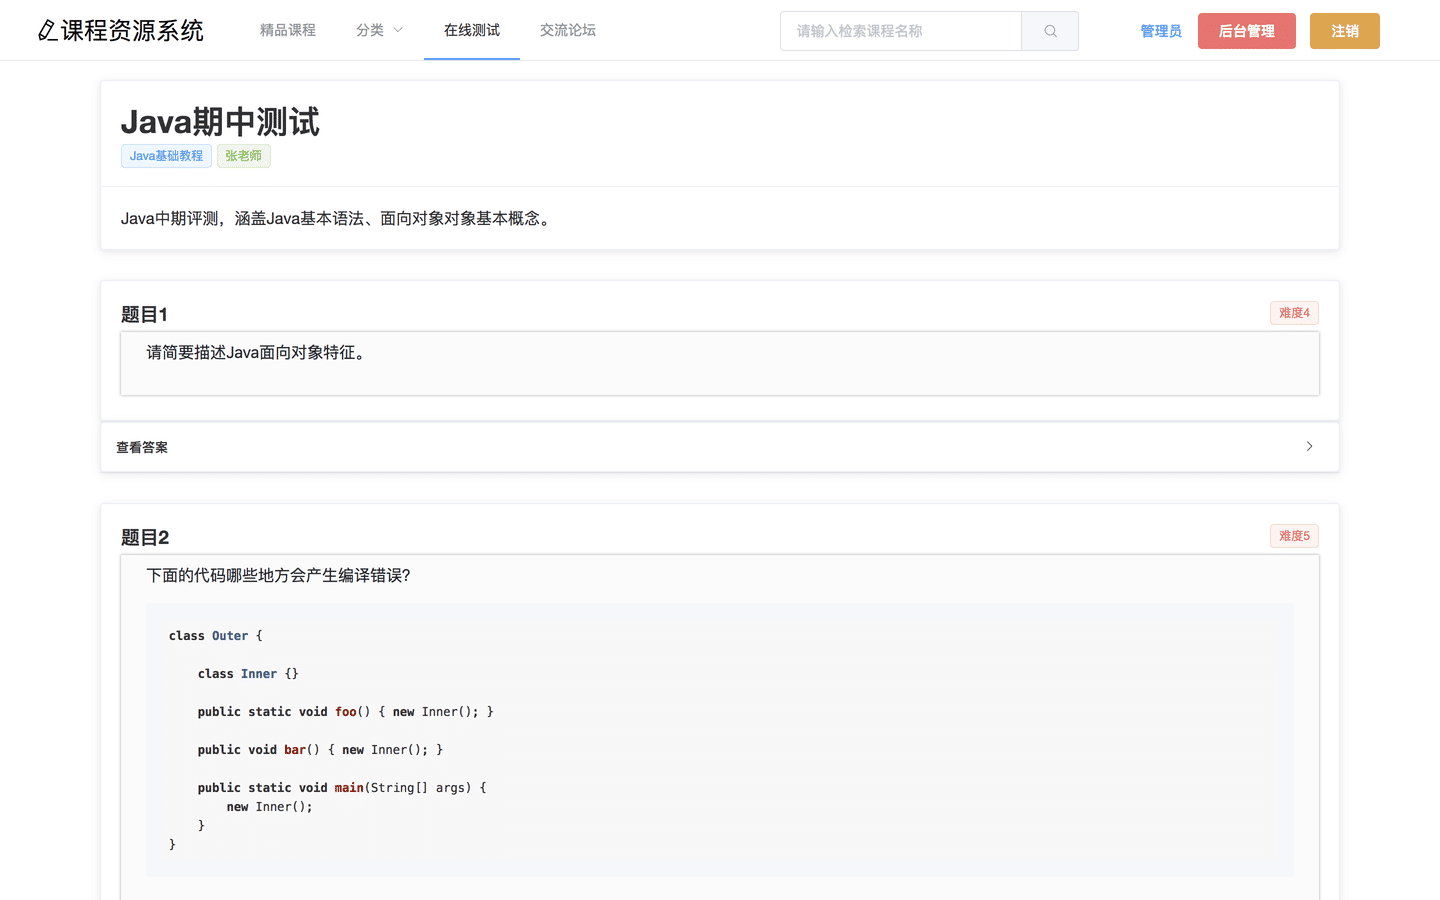 课程资源系统
精品课程 分类 在线测试 交流论坛 请输入检索课程名称 管理员 后台管理 注销
Java期中测试
Java基础教程 张老师
Java中期评测，涵盖Java基本语法、面向对象对象基本概念。
题目1 难度4
请简要描述Java面向对象特征。
查看答案
题目2 难度5
下面的代码哪些地方会产生编译错误?
class Outer {
class Inner {}
public static void foo() { new Inner(); }
public void bar() { new Inner(); }
public static void main(String[] args) {
new Inner();
}
}